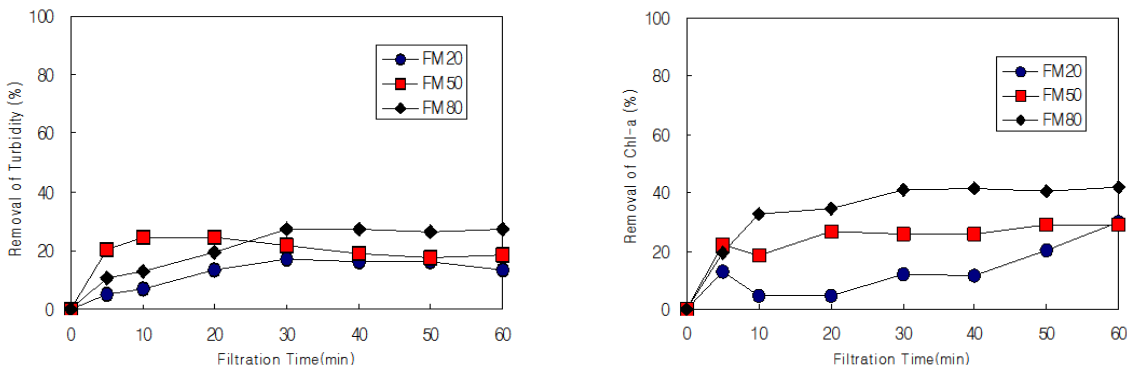 Removal of Turbidity (%)
100
80
60
40
20
0
FM20
FM50
FM80
0 10 20 30 40 50 60
Filtration Time(min)
Removal of Chl-a (%)
100
80
60
40
20
0
FM20
FM50
FM80
0 10 20 30 40 50 60
Filtration Time(min)